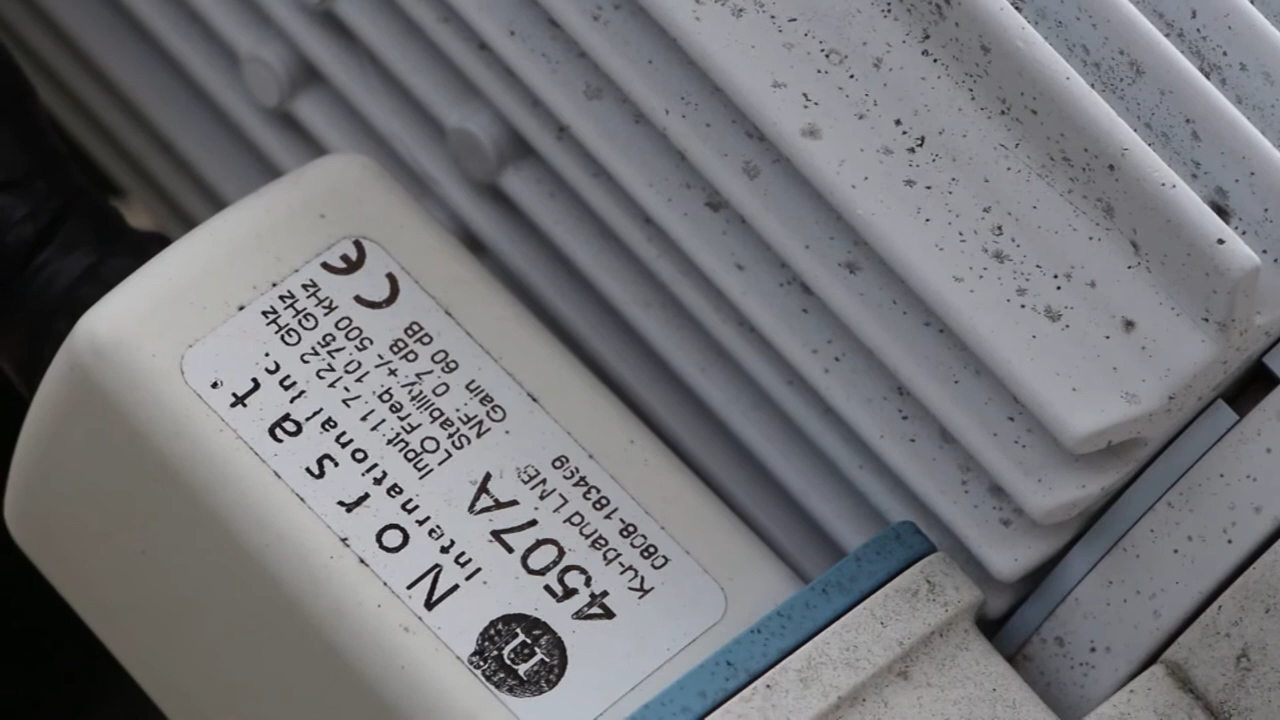 n
Norsat
International Inc.
4507A
Ku-band LNB
0808-183499
Input: 11.7-12.2 GHz
LO Freq: 10.75 GHz
Stability +/- 500 kHz
NF: 0.7 dB
Gain 60 dB
CE